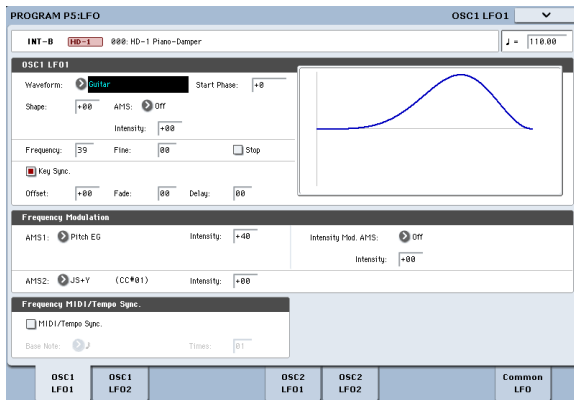 PROGRAM P5:LFO OSC1 LFO1
INT-B HD-1 000: HD-1 Piano-Damper ♩ = 110.00
OSC1 LFO1
Waveform: Guitar Start Phase: +0
Shape: +00 AMS: Off
Intensity: +00
Frequency: 39 Fine: 00 Stop
Key Sync.
Offset: +00 Fade: 00 Delay: 00
Frequency Modulation
AMS1: Pitch EG Intensity: +40 Intensity Mod. AMS: Off
Intensity: +00
AMS2: JS+Y (CC#01) Intensity: +00
Frequency MIDI/Tempo Sync.
MIDI/Tempo Sync.
Base Note: ♩ Times: 01
OSC1 LFO1
OSC1 LFO2
OSC2 LFO1
OSC2 LFO2
Common LFO